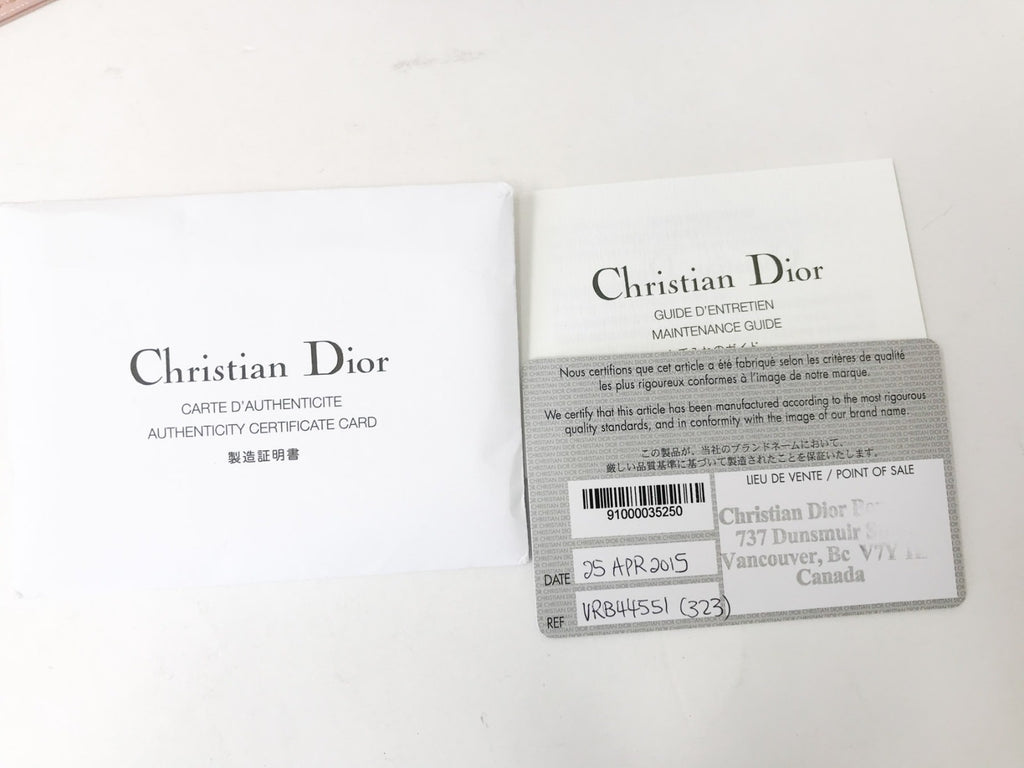 Christian Dior
CARTE D'AUTHENTICITE
AUTHENTICITY CERTIFICATE CARD
製造証明書
Christian Dior
GUIDE D'ENTRETIEN
MAINTENANCE GUIDE
Nous certifions que cet article a été fabriqué selon les critères de qualité
les plus rigoureux conformes à l'image de notre marque.
We certify that this article has been manufactured according to the most rigourous
quality standards, and in conformity with the image of our brand name.
この製品が、当社のブランドネームにおいて、
厳しい品質基準に基づいて製造されたことを保証いたします。
91000035250
DATE 25 APR 2015
REF VRB44551 (323)
LIEU DE VENTE / POINT OF SALE
Christian Dior
737 Dunsmuir
Vancouver, Bc V7Y
Canada